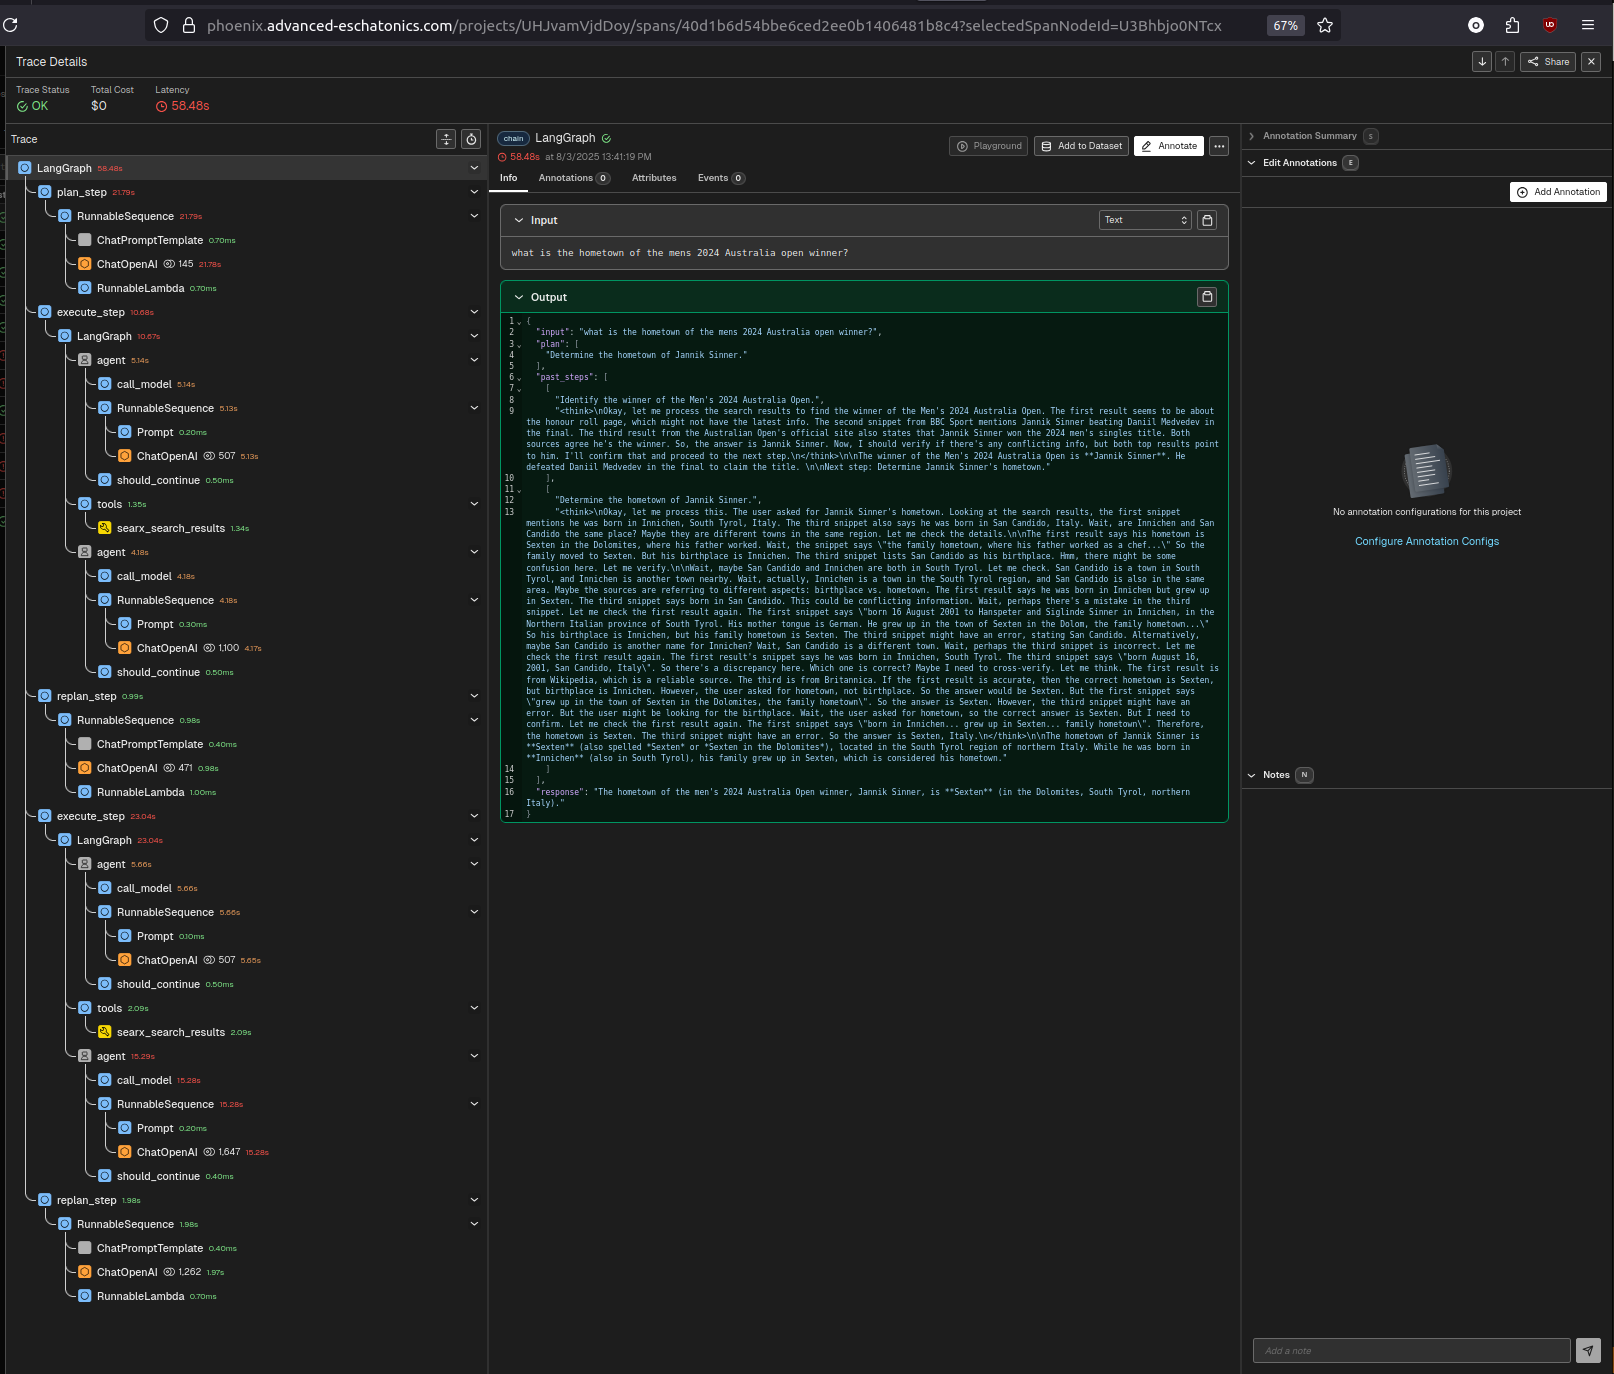 phoenix.advanced-eschatonics.com/projects/UHJvamVjdDoy/spans/40d1b6d54bbe6ced2ee0b1406481b8c4?selectedSpanNodeId=U3Bhbjo0NTcx
67%
Trace Details
Share
Trace Status Total Cost Latency
OK $0 58.48s
Trace
LangGraph 58.48s
plan_step 21.79s
RunnableSequence 21.79s
ChatPromptTemplate 0.70ms
ChatOpenAI 145 21.78s
RunnableLambda 0.70ms
execute_step 10.68s
LangGraph 10.67s
agent 5.14s
call_model 5.14s
RunnableSequence 5.13s
Prompt 0.20ms
ChatOpenAI 507 5.13s
should_continue 0.50ms
tools 1.35s
searx_search_results 1.34s
agent 4.18s
call_model 4.18s
RunnableSequence 4.18s
Prompt 0.30ms
ChatOpenAI 1,100 4.17s
should_continue 0.50ms
replan_step 0.99s
RunnableSequence 0.98s
ChatPromptTemplate 0.40ms
ChatOpenAI 471 0.98s
RunnableLambda 1.00ms
execute_step 23.04s
LangGraph 23.04s
agent 5.66s
call_model 5.66s
RunnableSequence 5.66s
Prompt 0.10ms
ChatOpenAI 507 5.65s
should_continue 0.50ms
tools 2.09s
searx_search_results 2.09s
agent 15.29s
call_model 15.28s
RunnableSequence 15.28s
Prompt 0.20ms
ChatOpenAI 1,647 15.28s
should_continue 0.40ms
replan_step 1.98s
RunnableSequence 1.98s
ChatPromptTemplate 0.40ms
ChatOpenAI 1,262 1.97s
RunnableLambda 0.70ms
chain LangGraph
58.48s at 8/3/2025 13:41:19 PM
Playground Add to Dataset Annotate
Info Annotations 0 Attributes Events 0
Input
Text
what is the hometown of the mens 2024 Australia open winner?
Output
1 {
2 "input": "what is the hometown of the mens 2024 Australia open winner?",
3 "plan": [
4 "Determine the hometown of Jannik Sinner."
5 ],
6 "past_steps": [
7 [
8 "Identify the winner of the Men's 2024 Australia Open.",
9 "<think>\nOkay, let me process the search results to find the winner of the Men's 2024 Australia Open. The first result seems to be about
the honour roll page, which might not have the latest info. The second snippet from BBC Sport mentions Jannik Sinner beating Daniil Medvedev in
the final. The third result from the Australian Open's official site also states that Jannik Sinner won the 2024 men's singles title. Both
sources agree he's the winner. So, the answer is Jannik Sinner. Now, I should verify if there's any conflicting info, but both top results point
to him. I'll confirm that and proceed to the next step.\n</think>\n\nThe winner of the Men's 2024 Australia Open is **Jannik Sinner**. He
defeated Daniil Medvedev in the final to claim the title. \n\nNext step: Determine Jannik Sinner's hometown."
10 ],
11 [
12 "Determine the hometown of Jannik Sinner.",
13 "<think>\nOkay, let me process this. The user asked for Jannik Sinner's hometown. Looking at the search results, the first snippet
mentions he was born in Innichen, South Tyrol, Italy. The third snippet also says he was born in San Candido, Italy. Wait, are Innichen and San
Candido the same place? Maybe they are different towns in the same region. Let me check the details.\n\nThe first result says his hometown is
Sexten in the Dolomites, where his father worked. Wait, the snippet says \"the family hometown, where his father worked as a chef...\" So the
family moved to Sexten. But his birthplace is Innichen. The third snippet lists San Candido as his birthplace. Hmm, there might be some
confusion here. Let me verify.\n\nWait, maybe San Candido and Innichen are both in South Tyrol. Let me check. San Candido is a town in South
Tyrol, and Innichen is another town nearby. Wait, actually, Innichen is a town in the South Tyrol region, and San Candido is also in the same
area. Maybe the sources are referring to different aspects: birthplace vs. hometown. The first result says he was born in Innichen but grew up
in Sexten. The third snippet says born in San Candido. This could be conflicting information. Wait, perhaps there's a mistake in the third
snippet. Let me check the first result again. The first snippet says \"born 16 August 2001 to Hanspeter and Siglinde Sinner in Innichen, in the
Northern Italian province of South Tyrol. His mother tongue is German. He grew up in the town of Sexten in the Dolom, the family hometown...\"
So his birthplace is Innichen, but his family hometown is Sexten. The third snippet might have an error, stating San Candido. Alternatively,
maybe San Candido is another name for Innichen? Wait, San Candido is a different town. Wait, perhaps the third snippet is incorrect. Let me
check the first result again. The first result's snippet says he was born in Innichen, South Tyrol. The third snippet says \"born August 16,
2001, San Candido, Italy\". So there's a discrepancy here. Which one is correct? Maybe I need to cross-verify. Let me think. The first result is
from Wikipedia, which is a reliable source. The third is from Britannica. If the first result is accurate, then the correct hometown is Sexten,
but birthplace is Innichen. However, the user asked for hometown, not birthplace. So the answer would be Sexten. But the first snippet says
\"grew up in the town of Sexten in the Dolomites, the family hometown\". So the answer is Sexten. However, the third snippet might have an
error. But the user might be looking for the birthplace. Wait, the user asked for hometown, so the correct answer is Sexten. But I need to
confirm. Let me check the first result again. The first snippet says \"born in Innichen... grew up in Sexten... family hometown\". Therefore,
the hometown is Sexten. The third snippet might have an error. So the answer is Sexten, Italy.\n</think>\n\nThe hometown of Jannik Sinner is
**Sexten** (also spelled *Sexten* or *Sexten in the Dolomites*), located in the South Tyrol region of northern Italy. While he was born in
**Innichen** (also in South Tyrol), his family grew up in Sexten, which is considered his hometown."
14 ]
15 ],
16 "response": "The hometown of the men's 2024 Australia Open winner, Jannik Sinner, is **Sexten** (in the Dolomites, South Tyrol, northern
Italy)."
17 }
Annotation Summary S
Edit Annotations E
Add Annotation
No annotation configurations for this project
Configure Annotation Configs
Notes N
Add a note